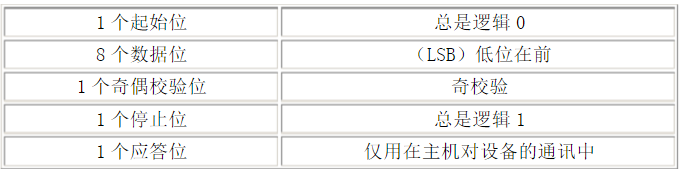 1 个起始位 总是逻辑 0
8 个数据位 （LSB）低位在前
1 个奇偶校验位 奇校验
1 个停止位 总是逻辑 1
1 个应答位 仅用在主机对设备的通讯中